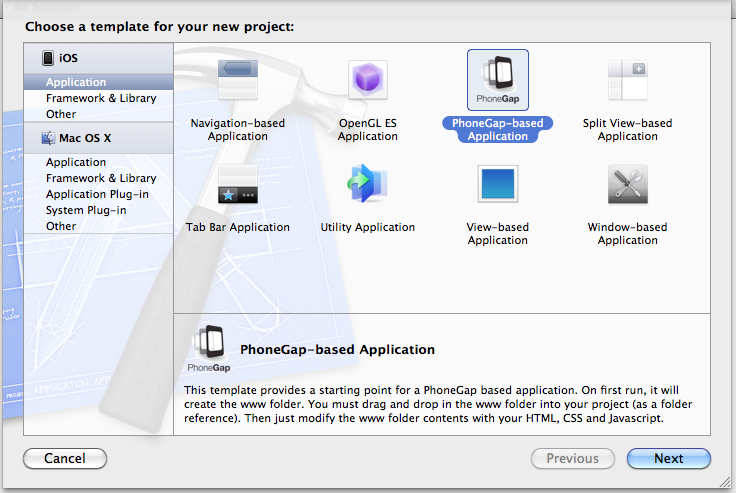 Choose a template for your new project:
iOS
Application
Framework & Library
Other
Mac OS X
Application
Framework & Library
Application Plug-in
System Plug-in
Other
Navigation-based
Application
OpenGL ES
Application
PhoneGap
PhoneGap-based
Application
Split View-based
Application
Tab Bar Application
Utility Application
View-based
Application
Window-based
Application
PhoneGap
PhoneGap-based Application
This template provides a starting point for a PhoneGap based application. On first run, it will
create the www folder. You must drag and drop in the www folder into your project (as a folder
reference). Then just modify the www folder contents with your HTML, CSS and Javascript.
Cancel
Previous
Next